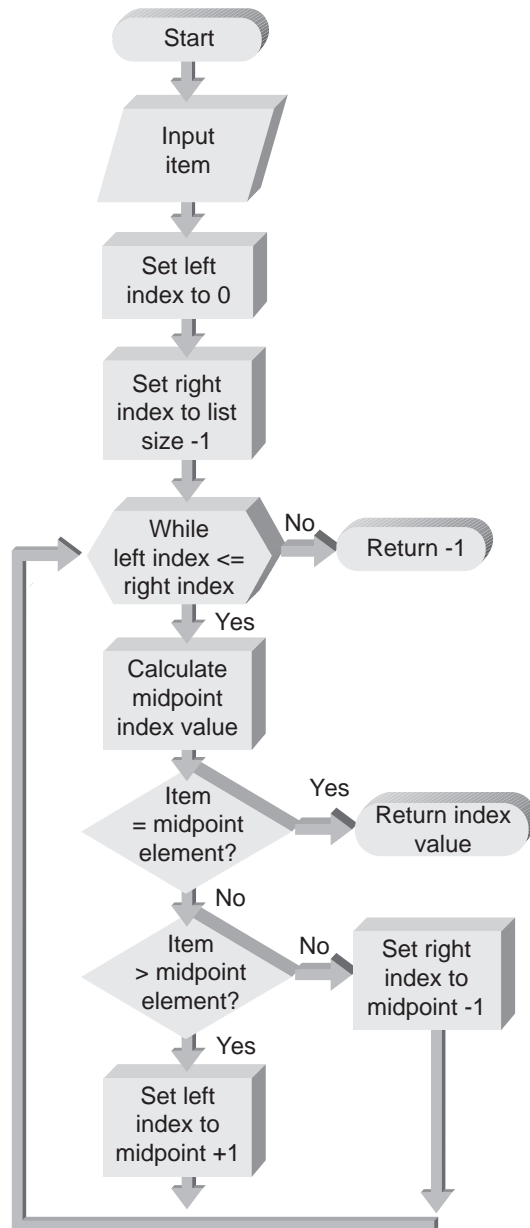 Start
Input
item
Set left
index to 0
Set right
index to list
size -1
While
left index <=
right index
No
Return -1
Yes
Calculate
midpoint
index value
Item
= midpoint
element?
Yes
Return index
value
No
Item
> midpoint
element?
No
Set right
index to
midpoint -1
Yes
Set left
index to
midpoint +1